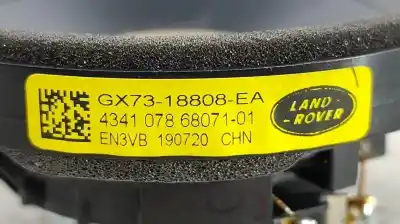 GX73-18808-EA
4341 078 68071-01
EN3VB 190720 CHN
LAND
-ROVER